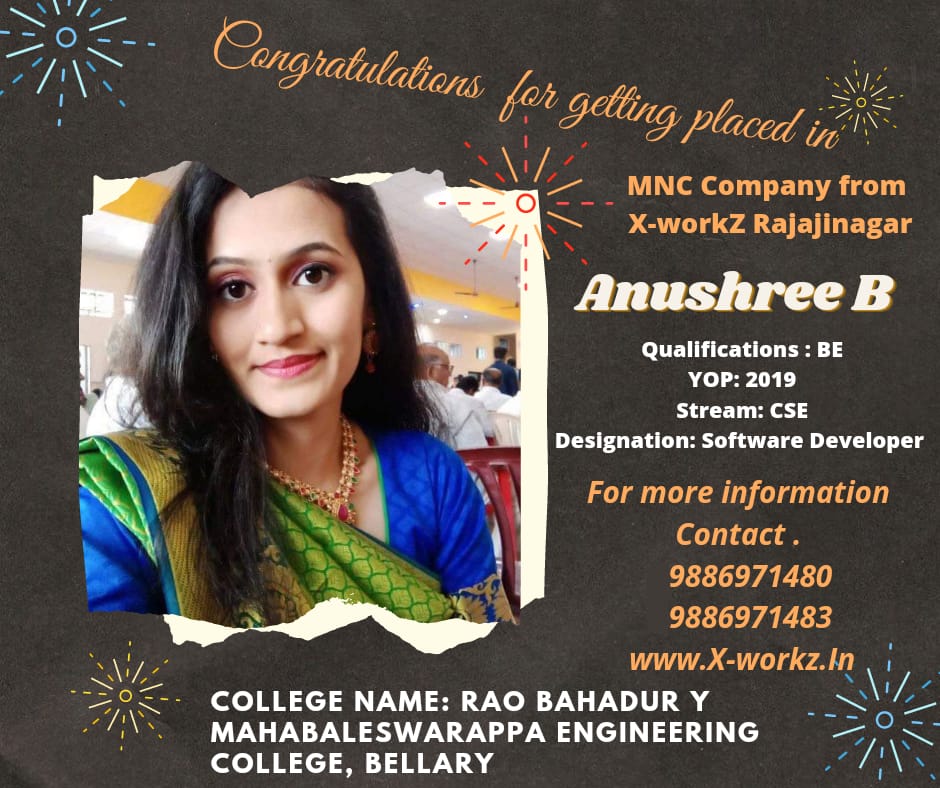 Congratulations for getting placed in
MNC Company from
X-workZ Rajajinagar
Anushree B
Qualifications : BE
YOP: 2019
Stream: CSE
Designation: Software Developer
For more information
Contact .
9886971480
9886971483
www.X-workz.In
COLLEGE NAME: RAO BAHADUR Y
MAHABALESWARAPPA ENGINEERING
COLLEGE, BELLARY